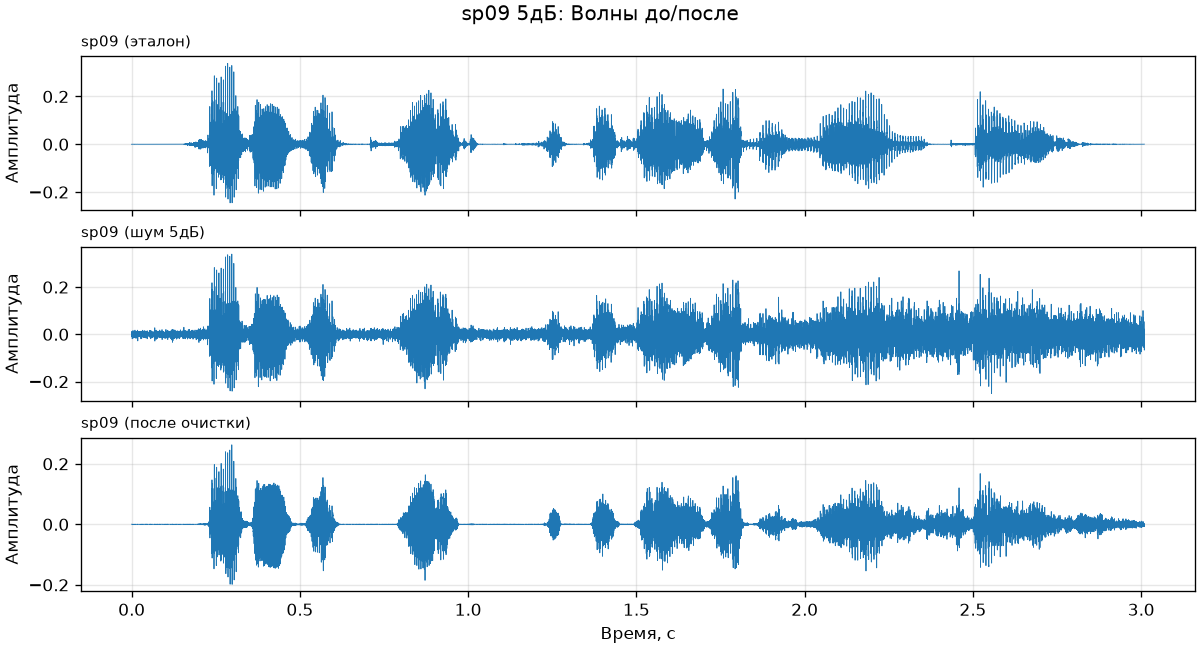 sp09 5дБ: Волны до/после
sp09 (эталон)
Амплитуда
0.2
0.0
−0.2
sp09 (шум 5дБ)
Амплитуда
0.2
0.0
−0.2
sp09 (после очистки)
Амплитуда
0.2
0.0
−0.2
0.0 0.5 1.0 1.5 2.0 2.5 3.0
Время, с